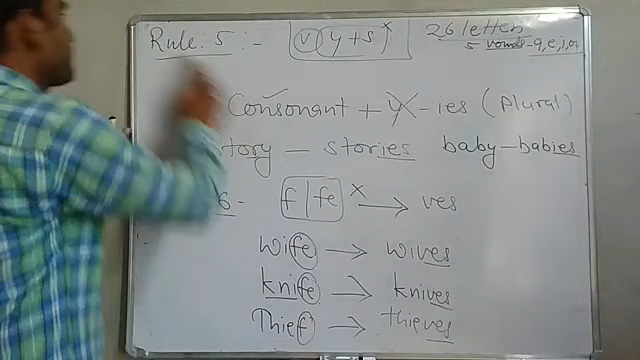 Rule: 5 :- v y + s x 26 letters
5 vowels - a, e, i, o, u
Consonant + y - ies (Plural)
tory - stories baby - babies
6 - f | fe x → ves
wife → wives
knife → knives
Thief → thieves